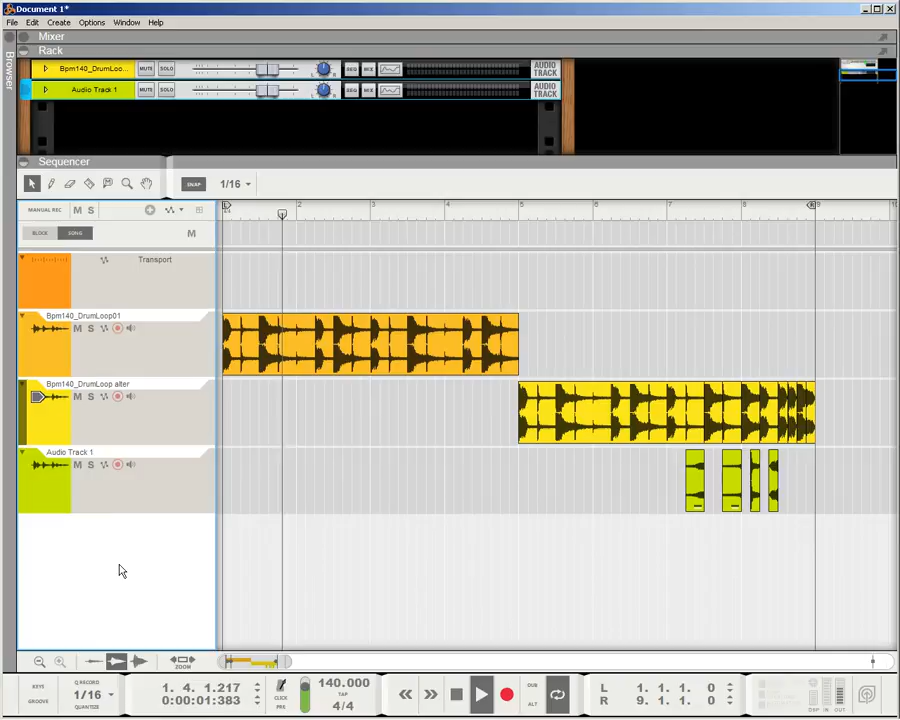 Document 1*
File Edit Create Options Window Help
Mixer
Rack
Browser
Bpm140_DrumLoo... MUTE SOLO L R SEQ MIX AUDIO TRACK
Audio Track 1 MUTE SOLO L R SEQ MIX AUDIO TRACK
Sequencer
SNAP 1/16
MANUAL REC M S
L 2 3 4 5 6 7 8 9
BLOCK SONG M
Transport
Bpm140_DrumLoop01
M S
Bpm140_DrumLoop alter
M S
Audio Track 1
M S
ZOOM
KEYS
GROOVE
Q RECORD
1/16
QUANTIZE
1. 4. 1.217
0:00:01:383
CLICK
PRE
140.000
TAP
4/4
DUB
ALT
L 1. 1. 1. 0
R 9. 1. 1. 0
DSP IN OUT